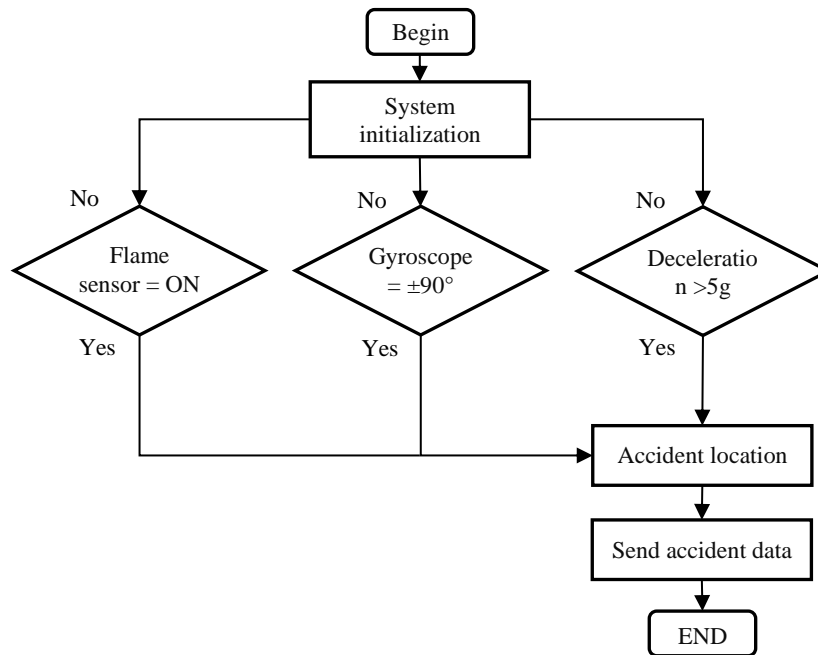 Begin
System
initialization
No
No
No
Flame
sensor = ON
Gyroscope
= ±90°
Deceleratio
n >5g
Yes
Yes
Yes
Accident location
Send accident data
END